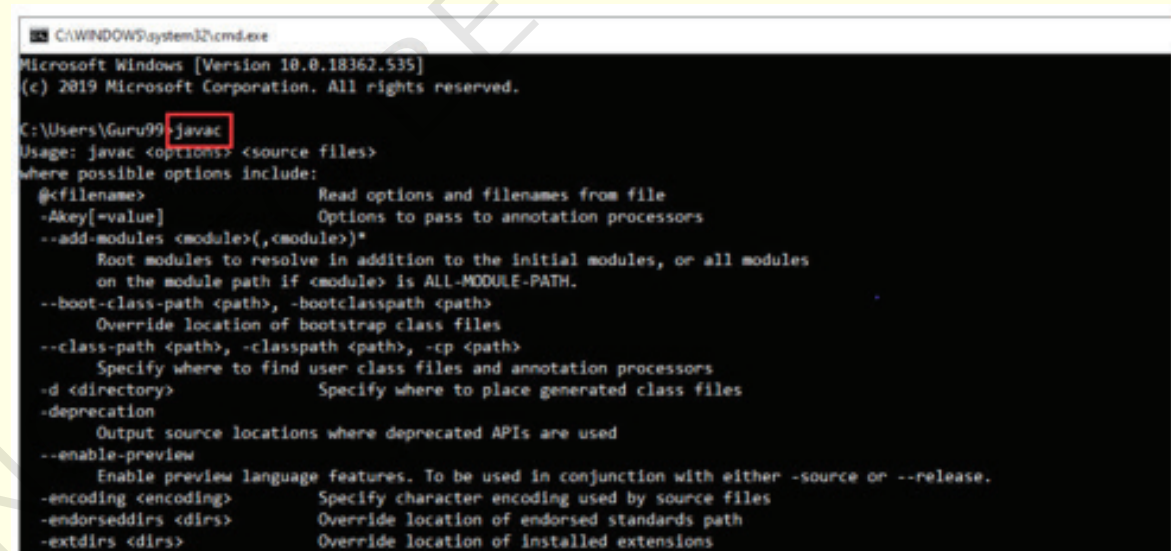 C:\WINDOWS\system32\cmd.exe
Microsoft Windows [Version 10.0.18362.535]
(c) 2019 Microsoft Corporation. All rights reserved.
C:\Users\Guru99>javac
Usage: javac <options> <source files>
where possible options include:
@<filename> Read options and filenames from file
-Akey[=value] Options to pass to annotation processors
--add-modules <module>(,<module>)*
Root modules to resolve in addition to the initial modules, or all modules
on the module path if <module> is ALL-MODULE-PATH.
--boot-class-path <path>, -bootclasspath <path>
Override location of bootstrap class files
--class-path <path>, -classpath <path>, -cp <path>
Specify where to find user class files and annotation processors
-d <directory> Specify where to place generated class files
-deprecation
Output source locations where deprecated APIs are used
--enable-preview
Enable preview language features. To be used in conjunction with either -source or --release.
-encoding <encoding> Specify character encoding used by source files
-endorseddirs <dirs> Override location of endorsed standards path
-extdirs <dirs> Override location of installed extensions